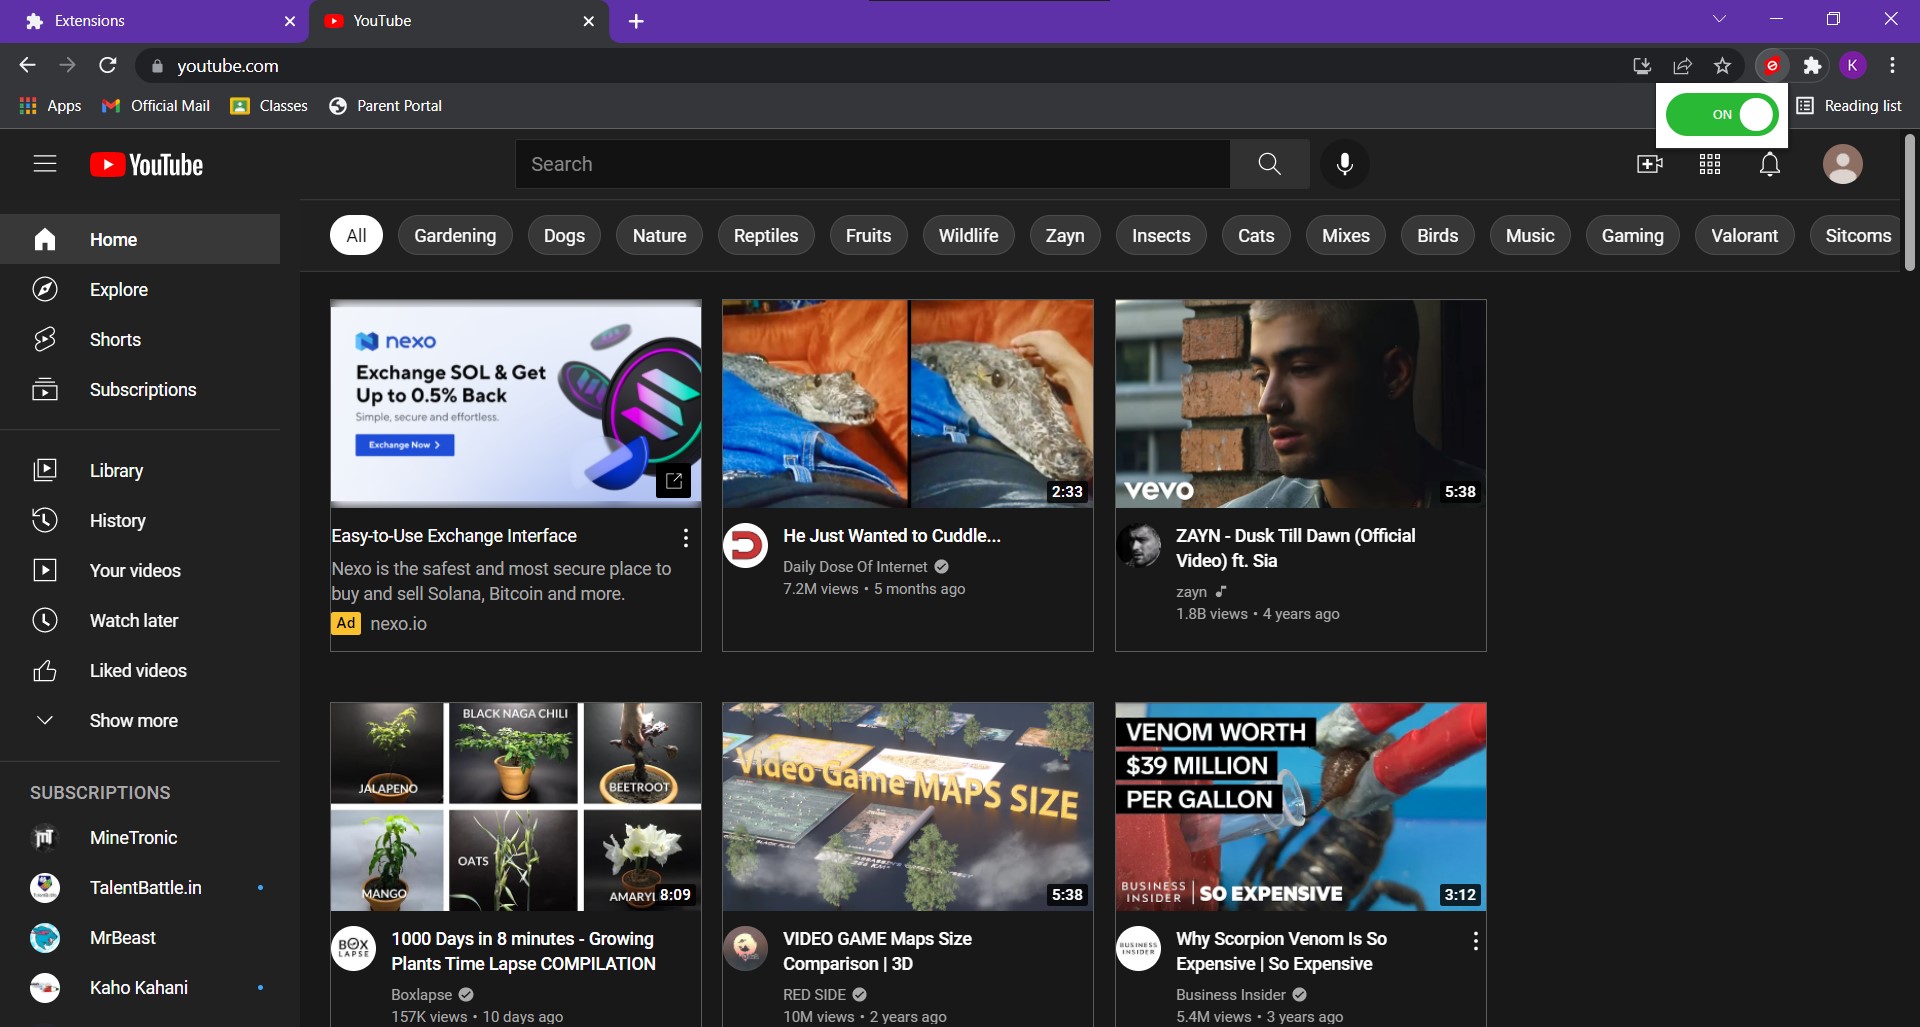 Extensions
YouTube
youtube.com
K
Apps
Official Mail
Classes
Parent Portal
ON
Reading list
YouTube
Search
Home
Explore
Shorts
Subscriptions
Library
History
Your videos
Watch later
Liked videos
Show more
SUBSCRIPTIONS
MineTronic
TalentBattle.in
MrBeast
Kaho Kahani
All
Gardening
Dogs
Nature
Reptiles
Fruits
Wildlife
Zayn
Insects
Cats
Mixes
Birds
Music
Gaming
Valorant
Sitcoms
nexo
Exchange SOL & Get
Up to 0.5% Back
Simple, secure and effortless.
Exchange Now >
Easy-to-Use Exchange Interface
Nexo is the safest and most secure place to
buy and sell Solana, Bitcoin and more.
Ad nexo.io
2:33
He Just Wanted to Cuddle...
Daily Dose Of Internet
7.2M views • 5 months ago
vevo
5:38
ZAYN - Dusk Till Dawn (Official
Video) ft. Sia
zayn
1.8B views • 4 years ago
JALAPENO
BLACK NAGA CHILI
BEETROOT
MANGO
OATS
8:09
BOX
LAPSE
1000 Days in 8 minutes - Growing
Plants Time Lapse COMPILATION
Boxlapse
157K views • 10 days ago
Video Game MAPS SIZE
5:38
VIDEO GAME Maps Size
Comparison | 3D
RED SIDE
10M views • 2 years ago
VENOM WORTH
$39 MILLION
PER GALLON
BUSINESS
INSIDER
SO EXPENSIVE
3:12
BUSINESS
INSIDER
Why Scorpion Venom Is So
Expensive | So Expensive
Business Insider
5.4M views • 3 years ago